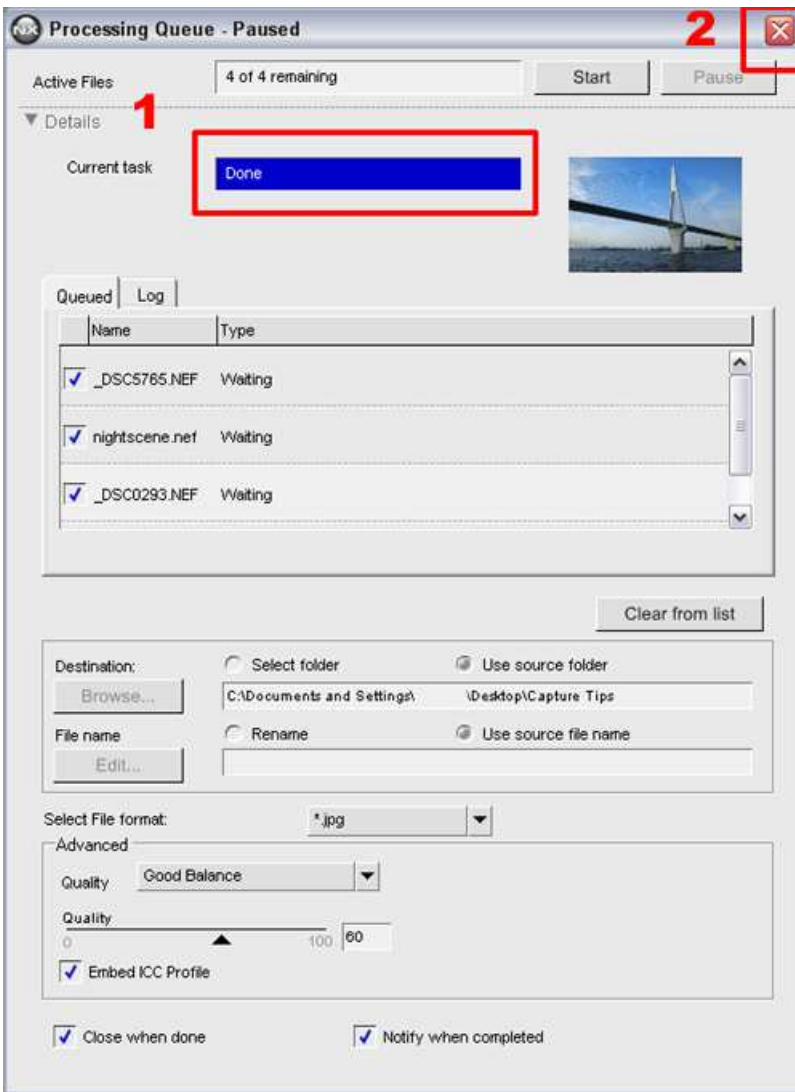 NX Processing Queue - Paused 2
Active Files 4 of 4 remaining Start Pause
1
Details
Current task Done
Queued Log
Name Type
_DSC5765.NEF Waiting
nightscene.nef Waiting
_DSC0293.NEF Waiting
Clear from list
Destination: Select folder Use source folder
Browse... C:\Documents and Settings\ \Desktop\Capture Tips
File name Rename Use source file name
Edit...
Select File format: *.jpg
Advanced
Quality Good Balance
Quality
0 100 60
Embed ICC Profile
Close when done Notify when completed